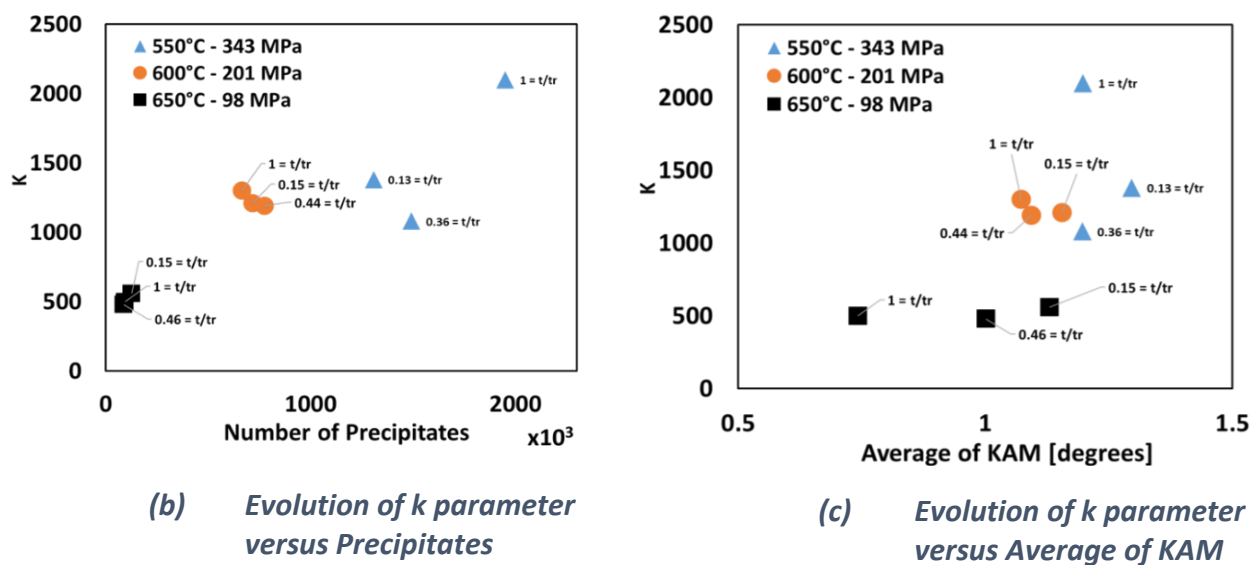 2500
2000
1500
1000
500
0
K
550°C - 343 MPa
600°C - 201 MPa
650°C - 98 MPa
1 = t/tr
1 = t/tr
0.15 = t/tr
0.44 = t/tr
0.13 = t/tr
0.36 = t/tr
0.15 = t/tr
1 = t/tr
0.46 = t/tr
0 1000 2000
Number of Precipitates x10³
(b) Evolution of k parameter
versus Precipitates
2500
2000
1500
1000
500
0
K
550°C - 343 MPa
600°C - 201 MPa
650°C - 98 MPa
1 = t/tr
1 = t/tr
0.15 = t/tr
0.13 = t/tr
0.44 = t/tr
0.36 = t/tr
1 = t/tr
0.15 = t/tr
0.46 = t/tr
0.5 1 1.5
Average of KAM [degrees]
(c) Evolution of k parameter
versus Average of KAM